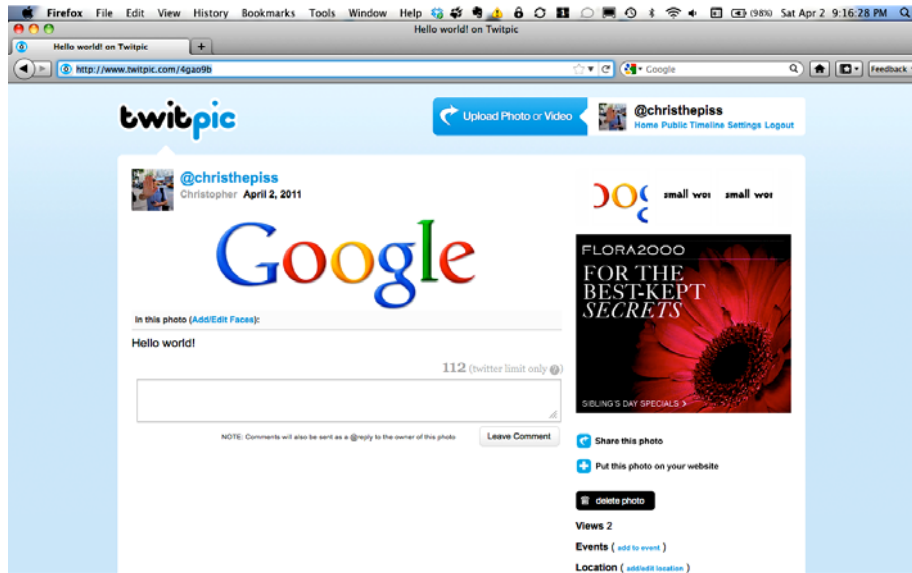 Firefox File Edit View History Bookmarks Tools Window Help (98%) Sat Apr 2 9:16:28 PM
Hello world! on Twitpic
Hello world! on Twitpic
http://www.twitpic.com/4gao9b Google Feedback
twitpic
Upload Photo or Video
@christhepiss
Home Public Timeline Settings Logout
@christhepiss
Christopher April 2, 2011
Google
In this photo (Add/Edit Faces):
Hello world!
112 (twitter limit only ?)
NOTE: Comments will also be sent as a @reply to the owner of this photo
Leave Comment
small wor small wor
FLORA2000
FOR THE
BEST-KEPT
SECRETS
SIBLING'S DAY SPECIALS >
Share this photo
Put this photo on your website
delete photo
Views 2
Events ( add to event )
Location ( add/edit location )